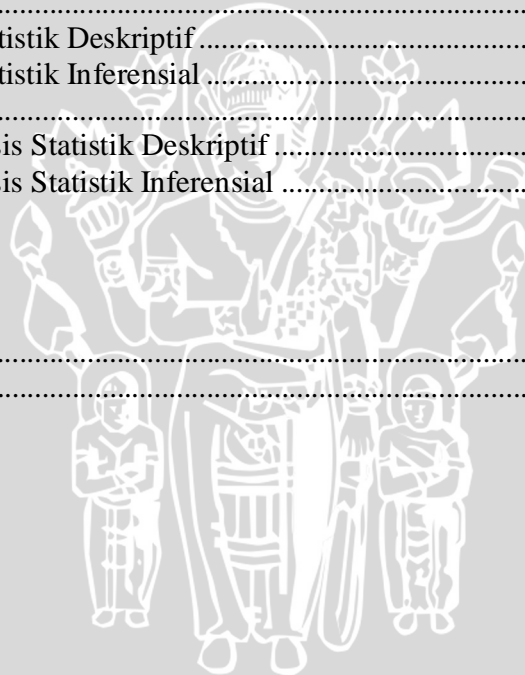 ..........................................................................
tistik Deskriptif ..............................................
tistik Inferensial .............................................
..........................................................................
sis Statistik Deskriptif ...................................
sis Statistik Inferensial ..................................
..........................................................................
..........................................................................